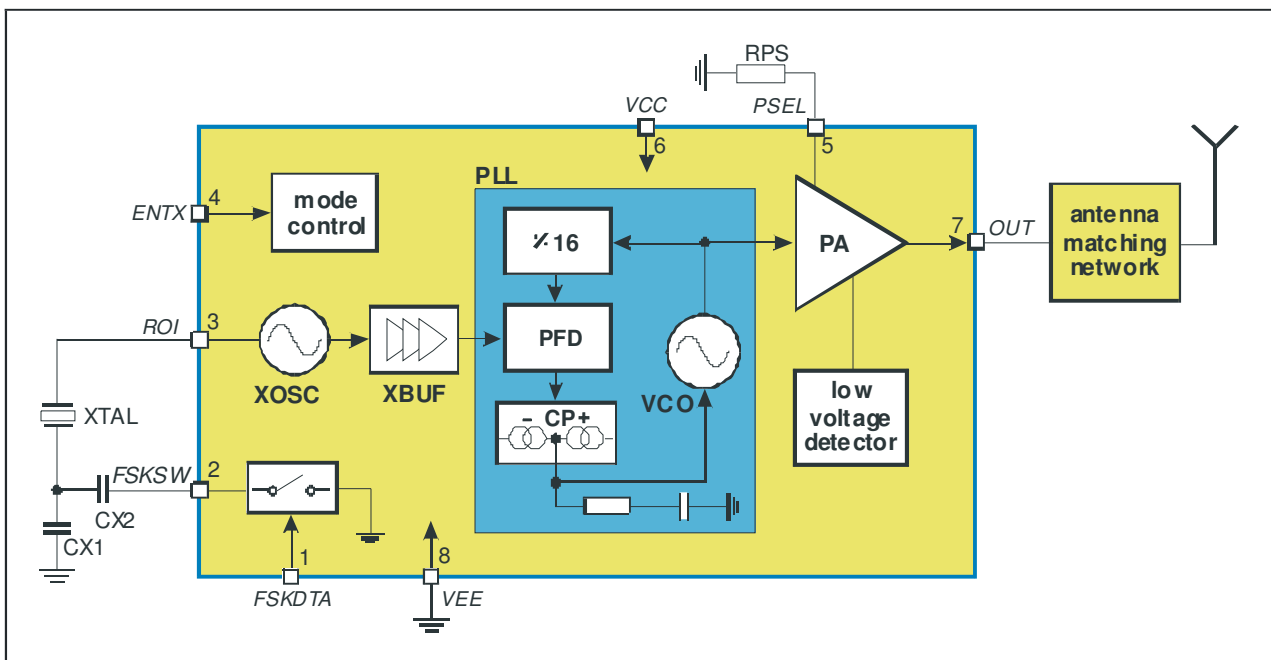 RPS
VCC
PSEL
6
5
PLL
4
ENTX
mode
control
÷16
PA
7
OUT
antenna
matching
network
3
ROI
PFD
XOSC
XBUF
VCO
low
voltage
detector
- CP+
XTAL
FSKSW
2
CX2
CX1
1
8
FSKDTA
VEE